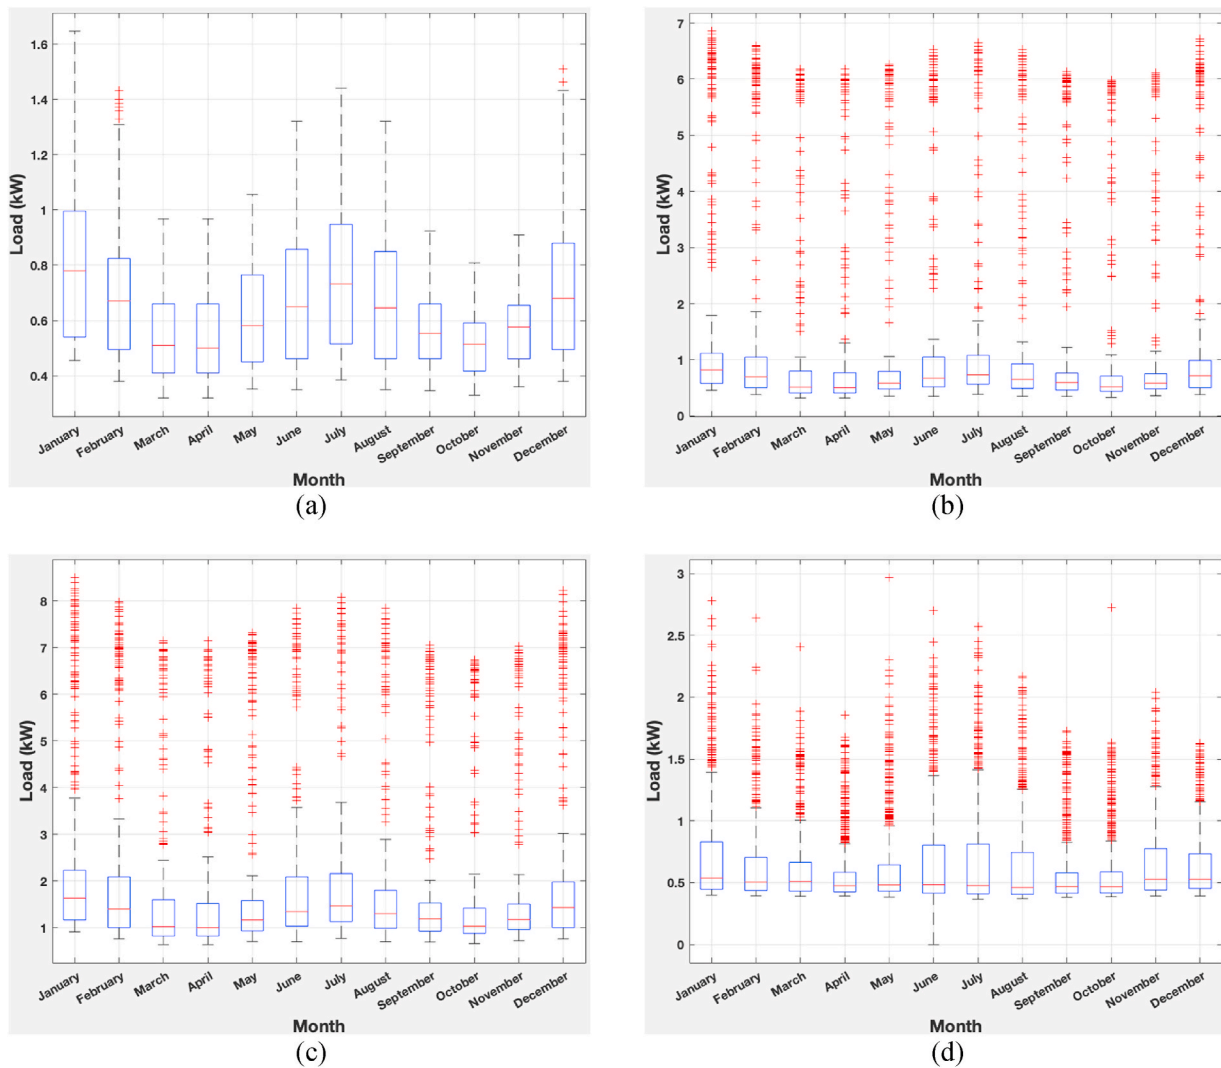 1.6
1.4
1.2
1
0.8
0.6
0.4
Load (kW)
January February March April May June July August September October November December
Month
(a)
7
6
5
4
3
2
1
0
Load (kW)
January February March April May June July August September October November December
Month
(b)
8
7
6
5
4
3
2
1
Load (kW)
January February March April May June July August September October November December
Month
(c)
3
2.5
2
1.5
1
0.5
0
Load (kW)
January February March April May June July August September October November December
Month
(d)